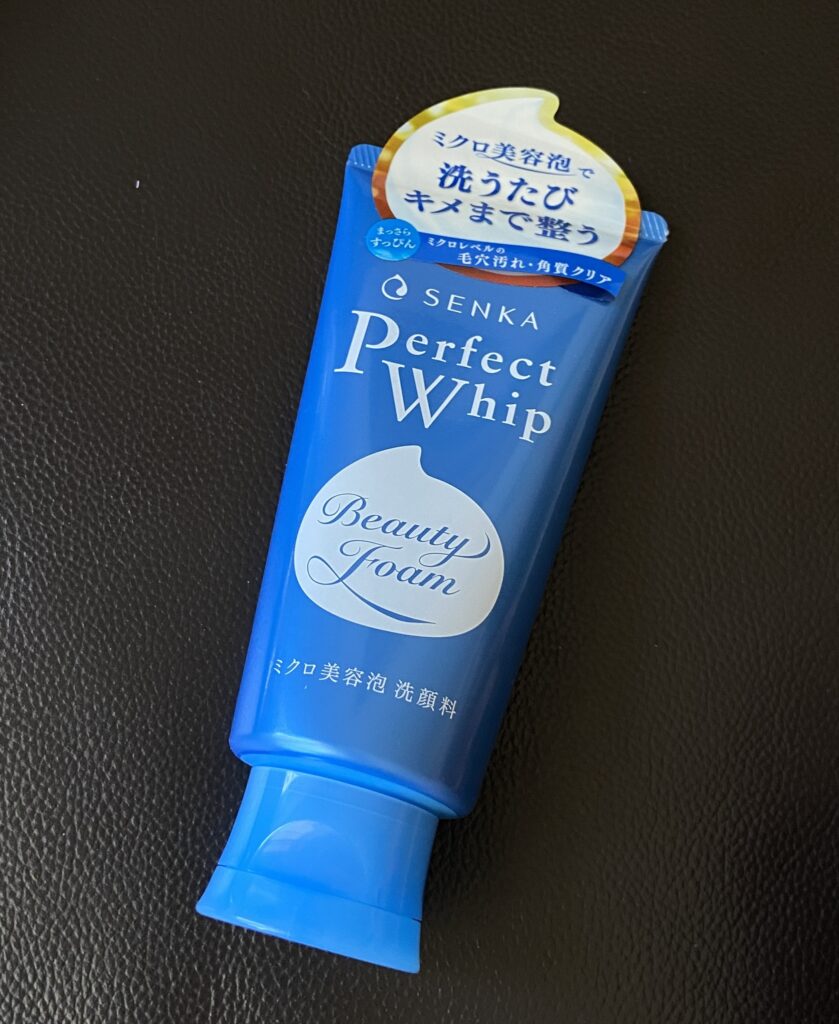 ミクロ美容泡で
洗うたび
キメまで整う
まっさら
すっぴん
ミクロレベルの
毛穴汚れ・角質クリア
SENKA
Perfect
Whip
Beauty
Foam
ミクロ美容泡 洗顔料